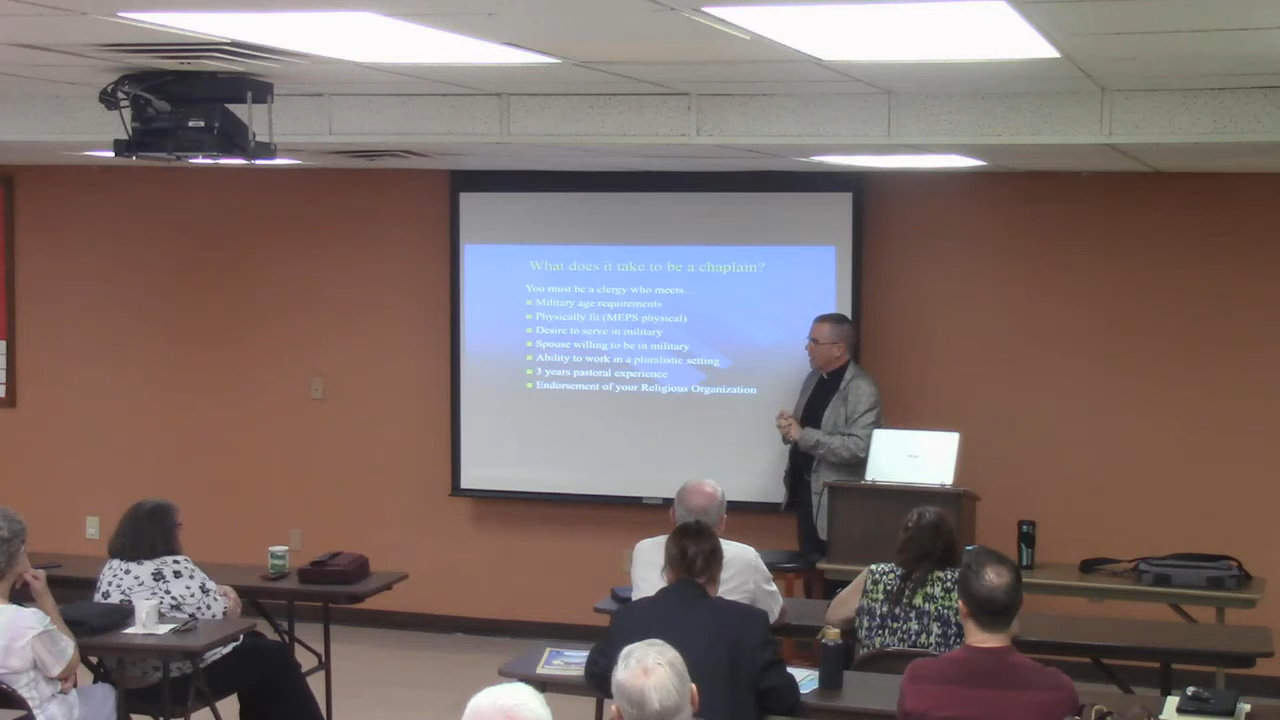 What does it take to be a chaplain?
You must be a clergy who meets…
Military age requirements
Physically fit (MEPS physical)
Desire to serve in military
Spouse willing to be in military
Ability to work in a pluralistic setting
3 years pastoral experience
Endorsement of your Religious Organization